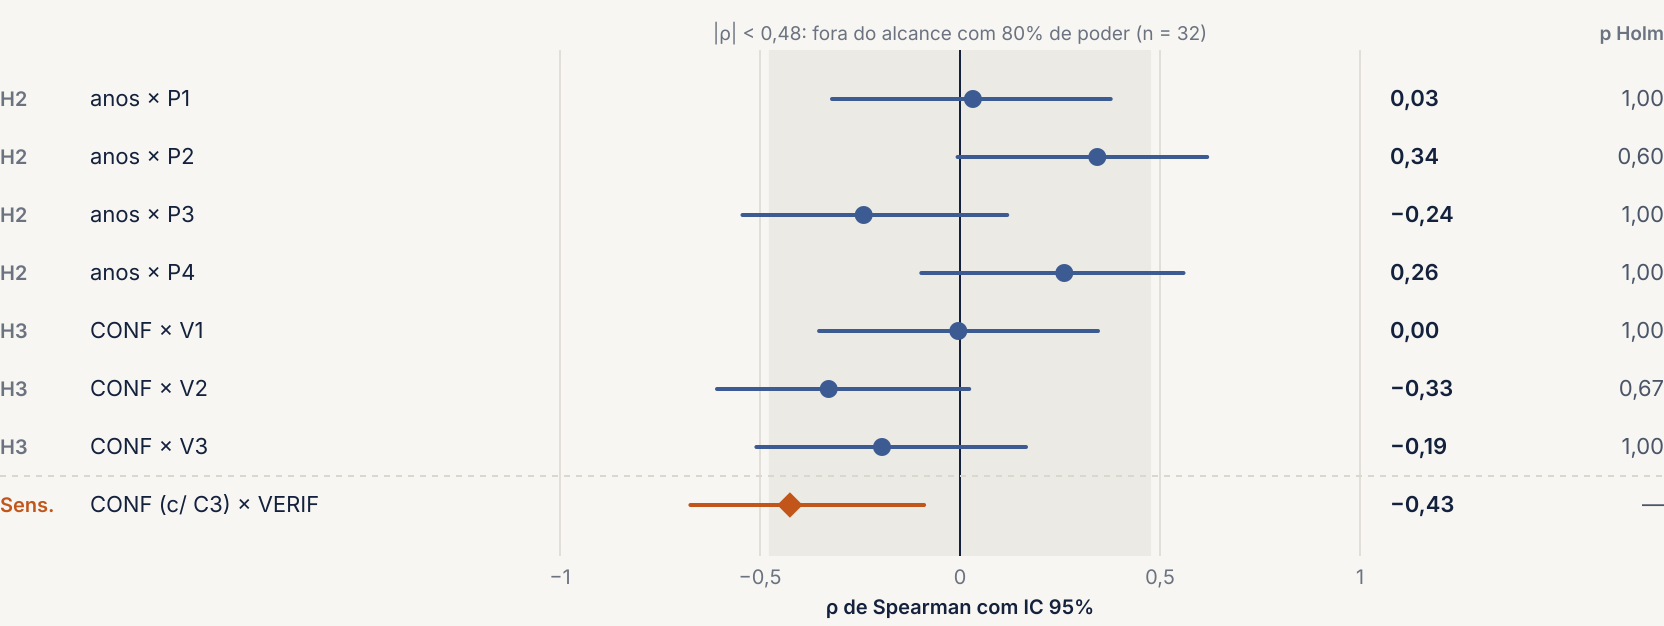 |ρ| < 0,48: fora do alcance com 80% de poder (n = 32) p Holm
H2 anos × P1 0,03 1,00
H2 anos × P2 0,34 0,60
H2 anos × P3 −0,24 1,00
H2 anos × P4 0,26 1,00
H3 CONF × V1 0,00 1,00
H3 CONF × V2 −0,33 0,67
H3 CONF × V3 −0,19 1,00
Sens. CONF (c/ C3) × VERIF −0,43 —
−1 −0,5 0 0,5 1
ρ de Spearman com IC 95%